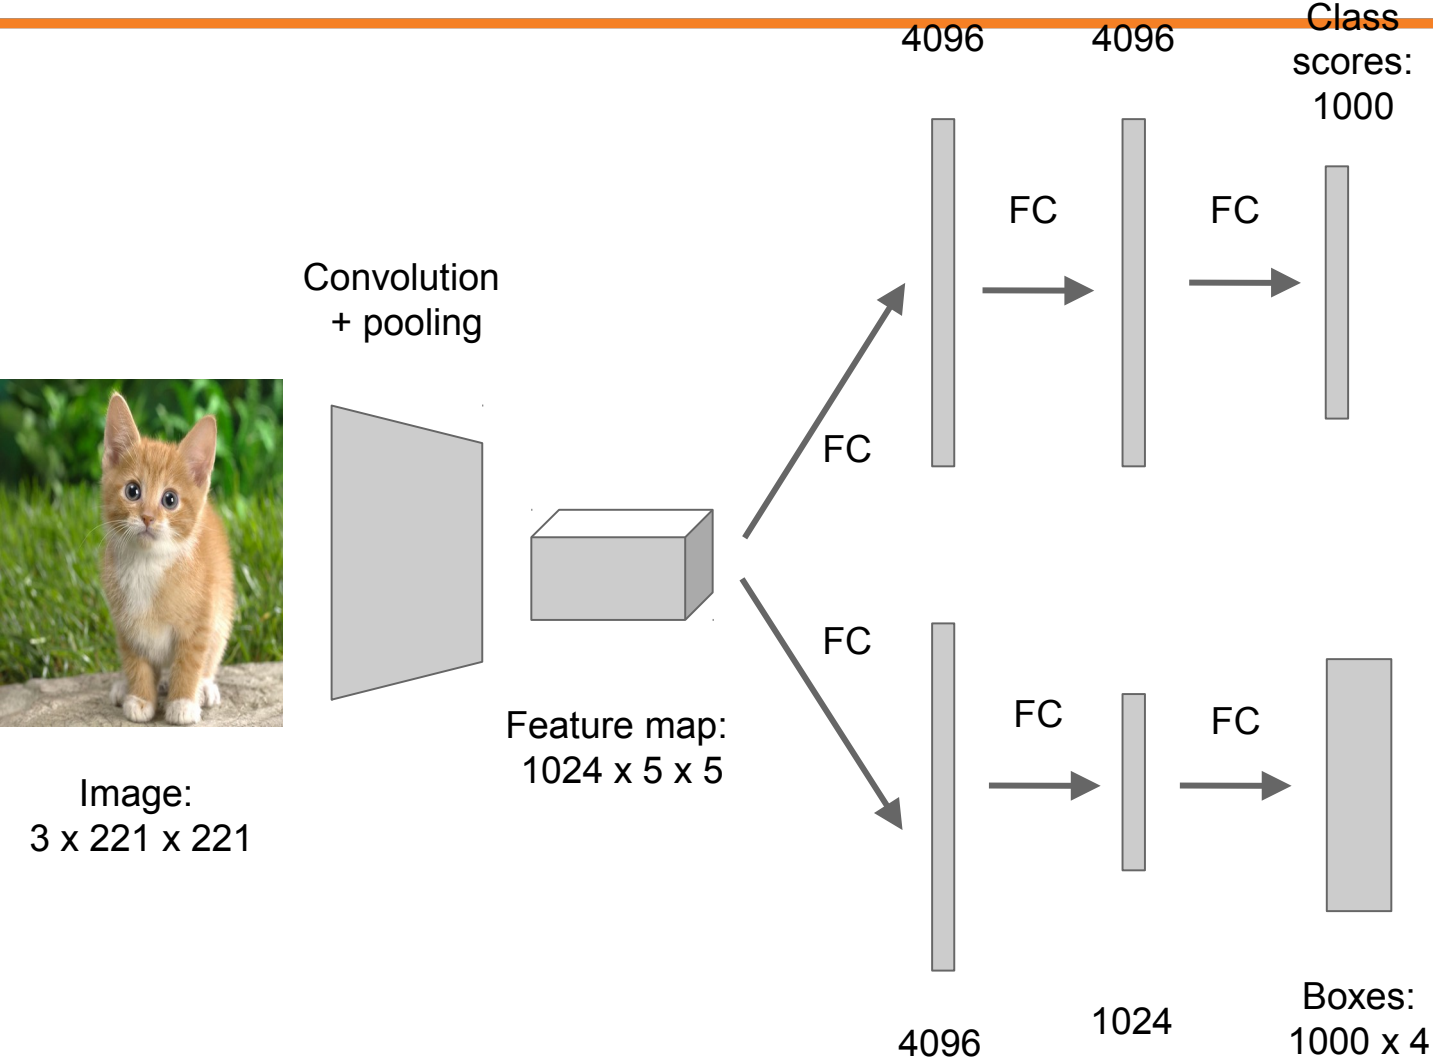 4096
4096
Class
scores:
1000
FC
FC
Convolution
+ pooling
FC
FC
Feature map:
1024 x 5 x 5
Image:
3 x 221 x 221
FC
FC
4096
1024
Boxes:
1000 x 4